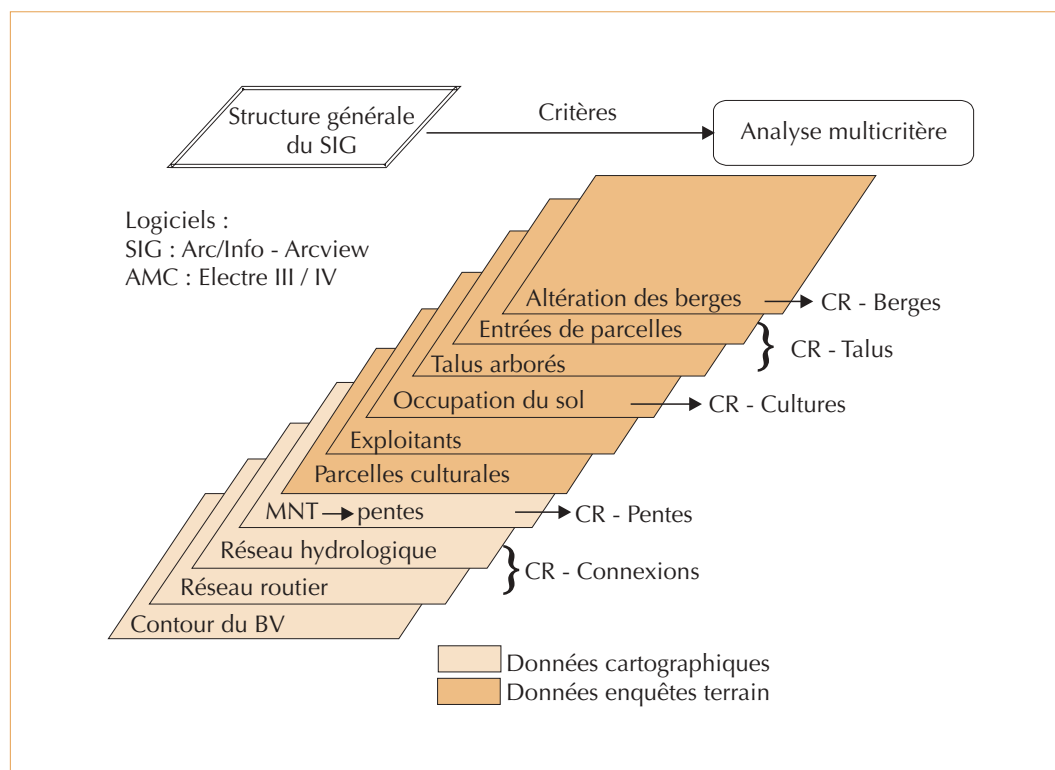 Structure générale
du SIG
Critères
Analyse multicritère
Logiciels :
SIG : Arc/Info - Arcview
AMC : Electre III / IV
Altération des berges
CR - Berges
Entrées de parcelles
CR - Talus
Talus arborés
Occupation du sol
CR - Cultures
Exploitants
Parcelles culturales
MNT
pentes
CR - Pentes
Réseau hydrologique
CR - Connexions
Réseau routier
Contour du BV
Données cartographiques
Données enquêtes terrain